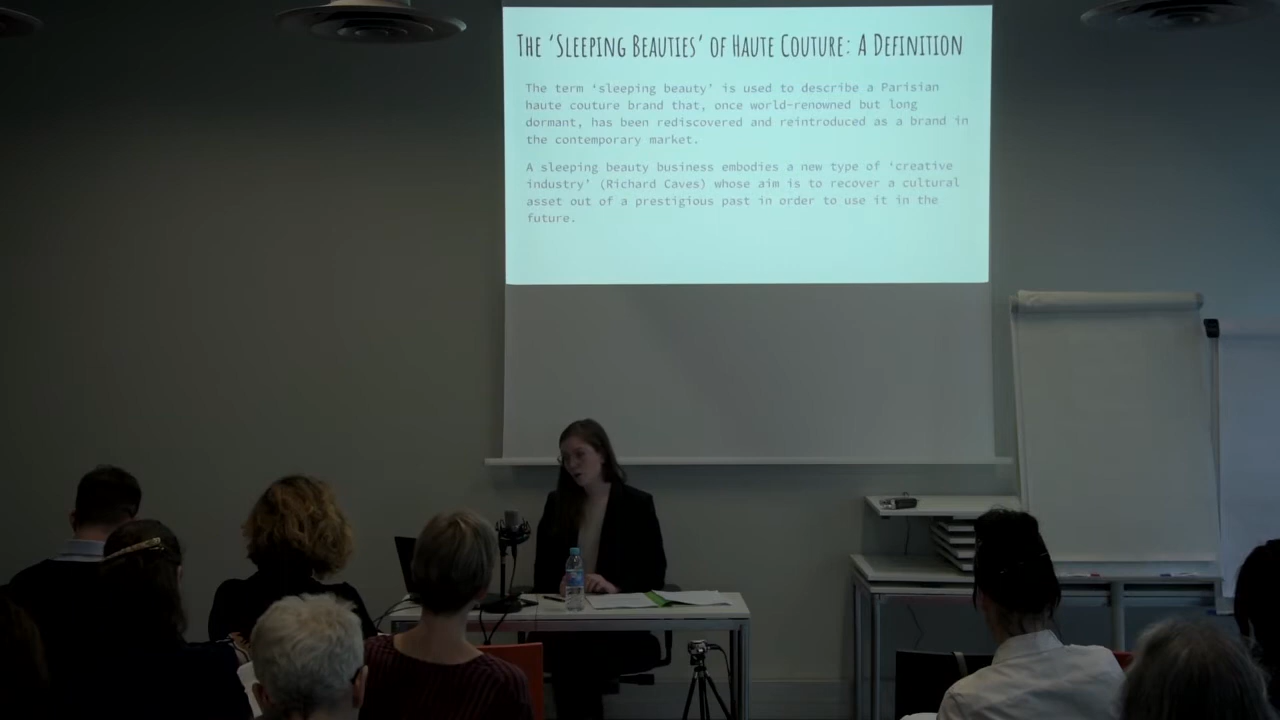 The 'Sleeping Beauties' of Haute Couture: A Definition
The term 'sleeping beauty' is used to describe a Parisian
haute couture brand that, once world-renowned but long
dormant, has been rediscovered and reintroduced as a brand in
the contemporary market.
A sleeping beauty business embodies a new type of 'creative
industry' (Richard Caves) whose aim is to recover a cultural
asset out of a prestigious past in order to use it in the
future.